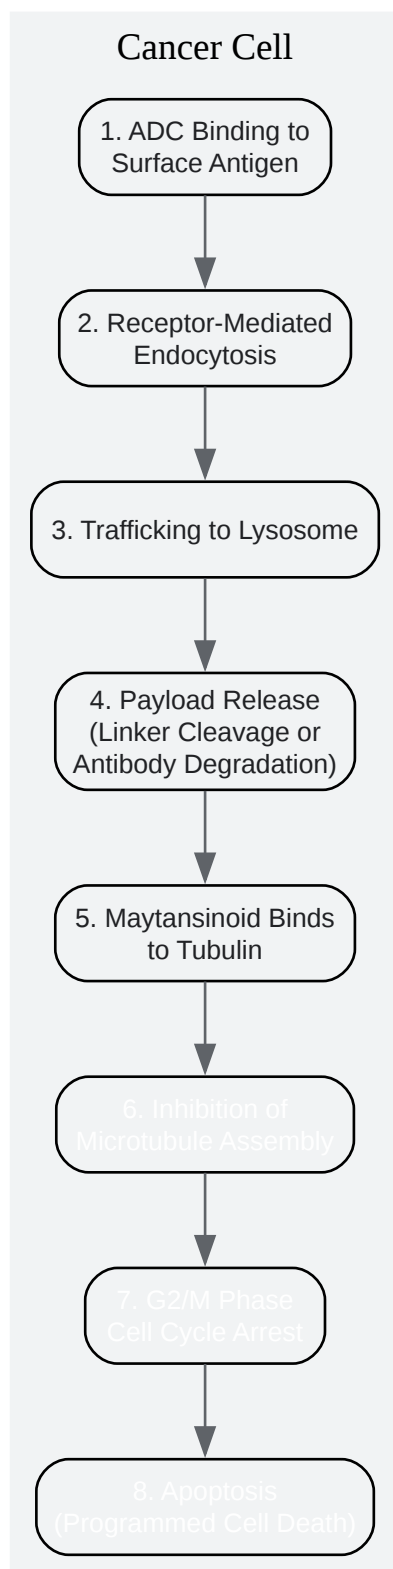 Cancer Cell
1. ADC Binding to
Surface Antigen
2. Receptor-Mediated
Endocytosis
3. Trafficking to Lysosome
4. Payload Release
(Linker Cleavage or
Antibody Degradation)
5. Maytansinoid Binds
to Tubulin
6. Inhibition of
Microtubule Assembly
7. G2/M Phase
Cell Cycle Arrest
8. Apoptosis
(Programmed Cell Death)